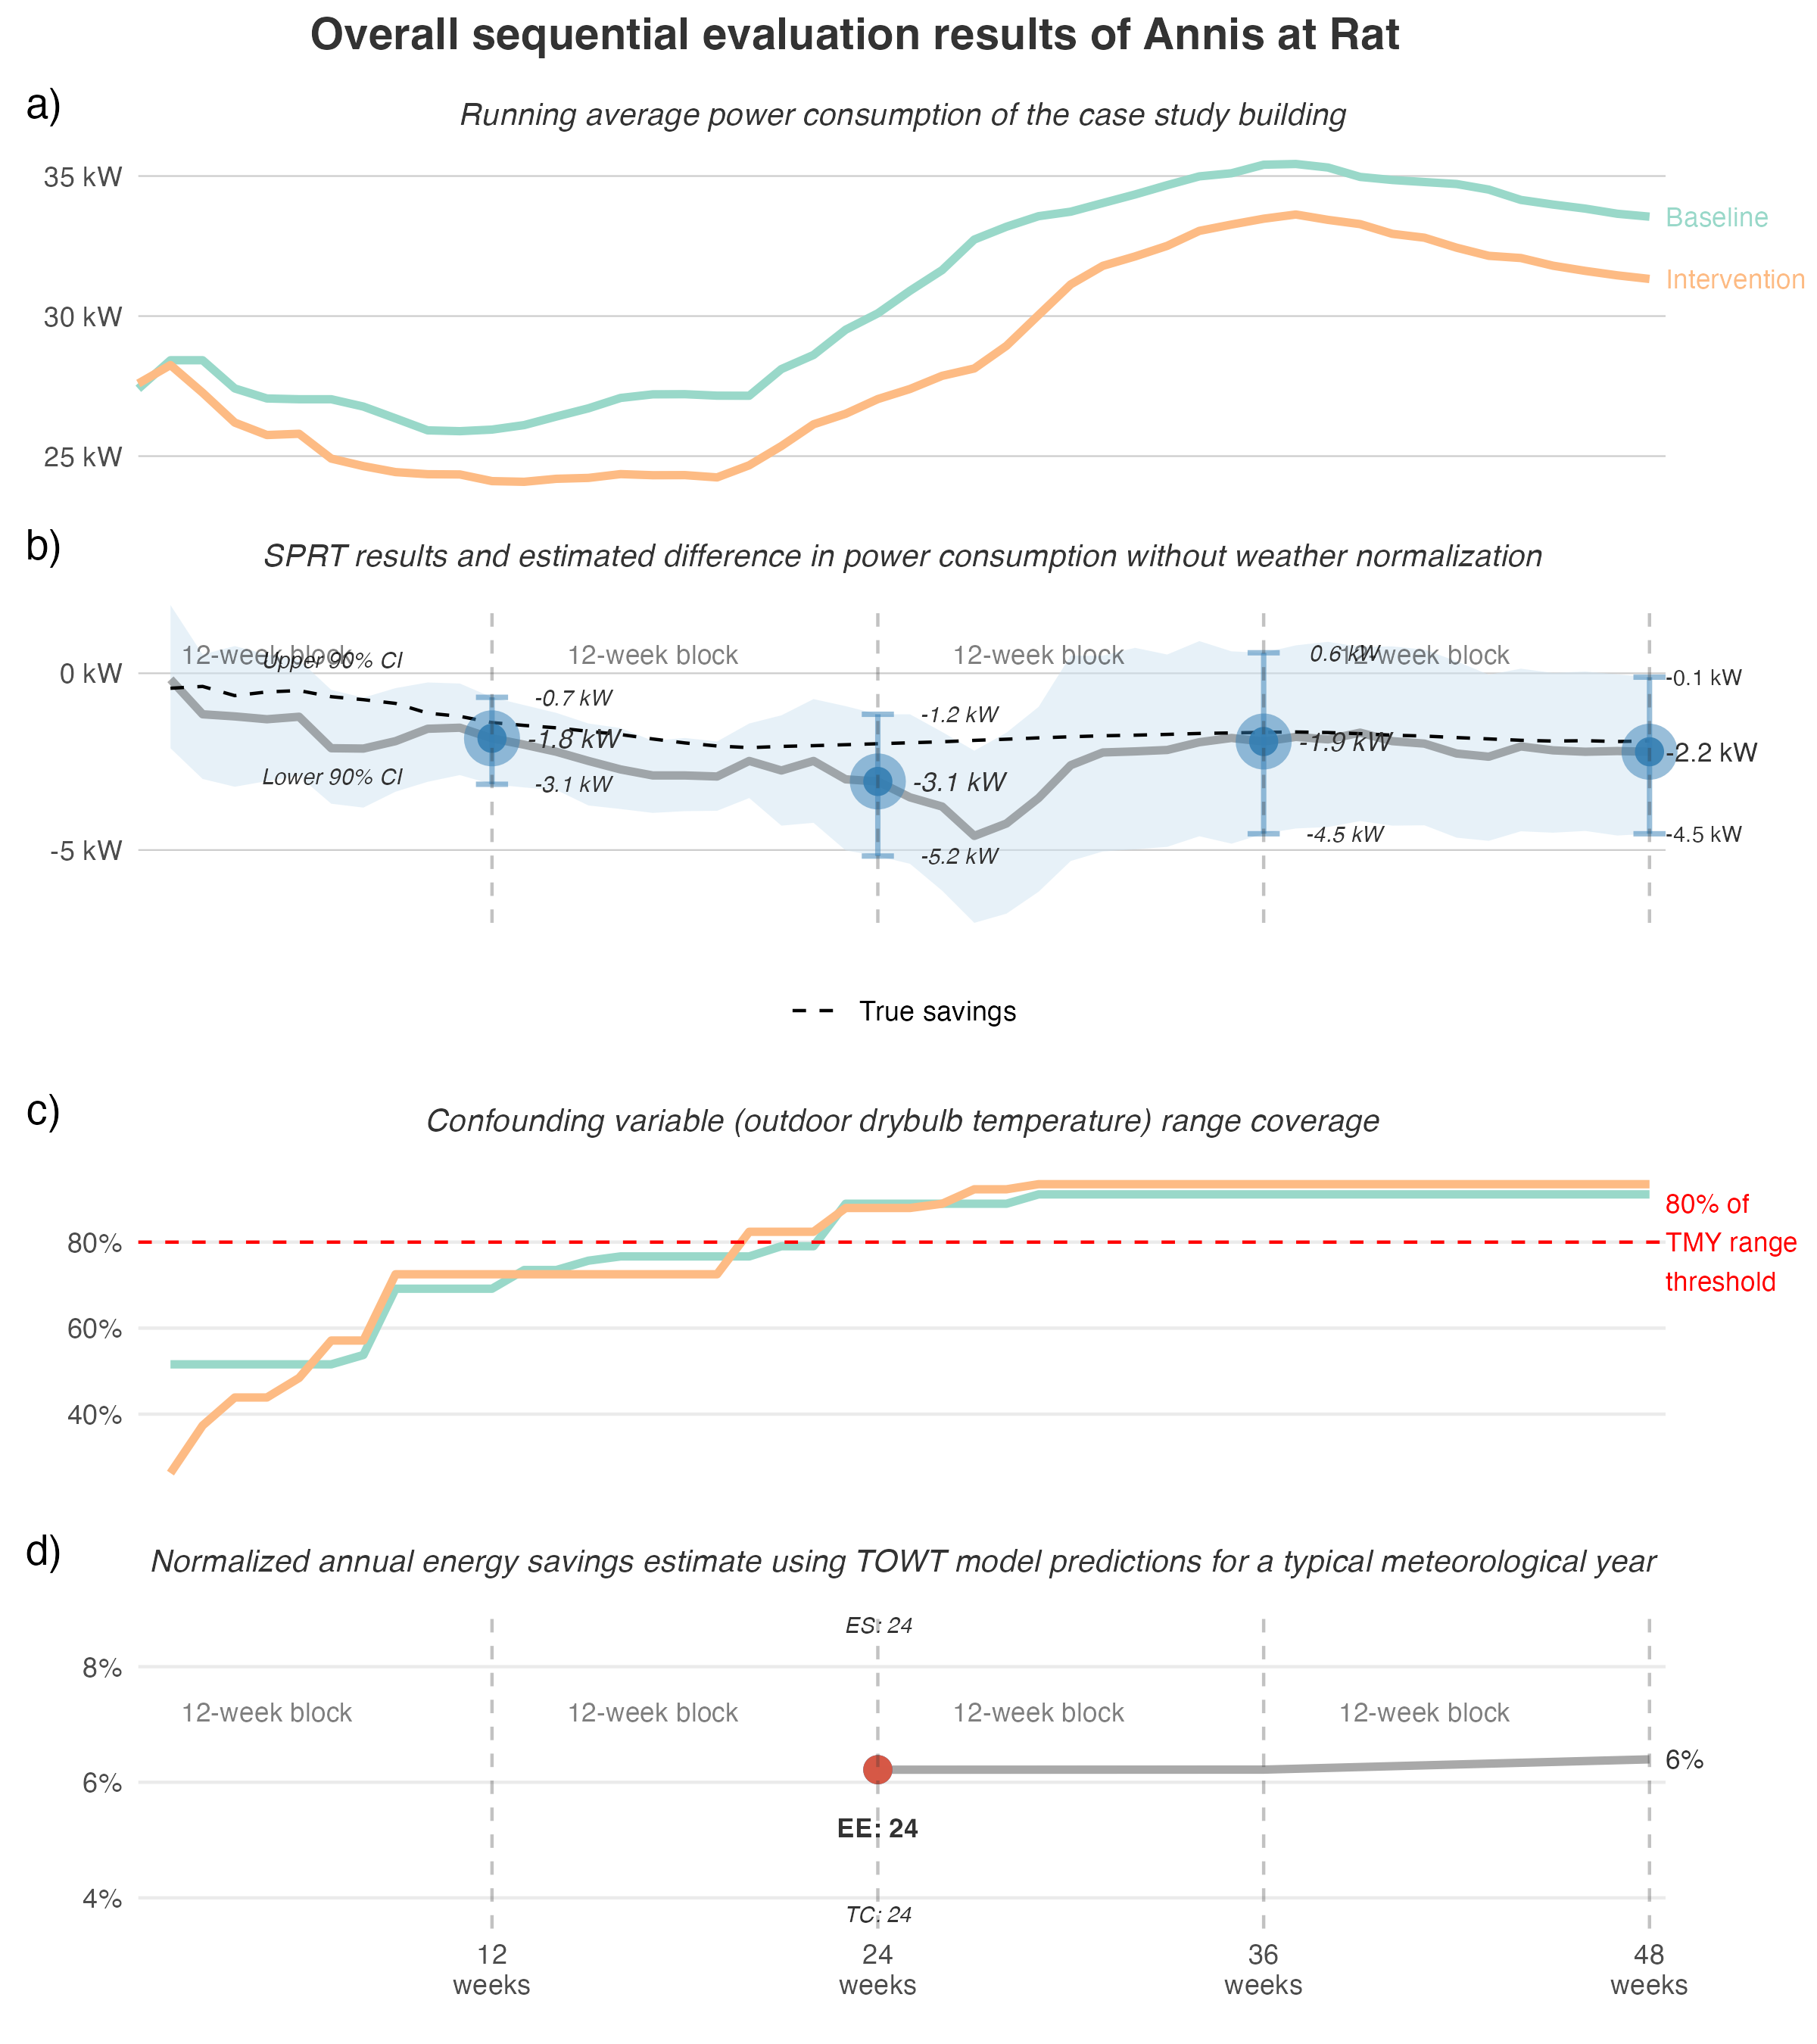 Overall sequential evaluation results of Annis at Rat
a)
Running average power consumption of the case study building
35 kW
30 kW
25 kW
Baseline
Intervention
b)
SPRT results and estimated difference in power consumption without weather normalization
12-week block
12-week block
12-week block
12-week block
Upper 90% CI
Lower 90% CI
0 kW
-5 kW
-0.7 kW
-1.8 kW
-3.1 kW
-1.2 kW
-3.1 kW
-5.2 kW
0.6 kW
-1.9 kW
-4.5 kW
-0.1 kW
-2.2 kW
-4.5 kW
True savings
c)
Confounding variable (outdoor drybulb temperature) range coverage
80%
60%
40%
80% of
TMY range
threshold
d)
Normalized annual energy savings estimate using TOWT model predictions for a typical meteorological year
ES: 24
8%
12-week block
12-week block
12-week block
12-week block
6%
6%
EE: 24
4%
TC: 24
12
weeks
24
weeks
36
weeks
48
weeks